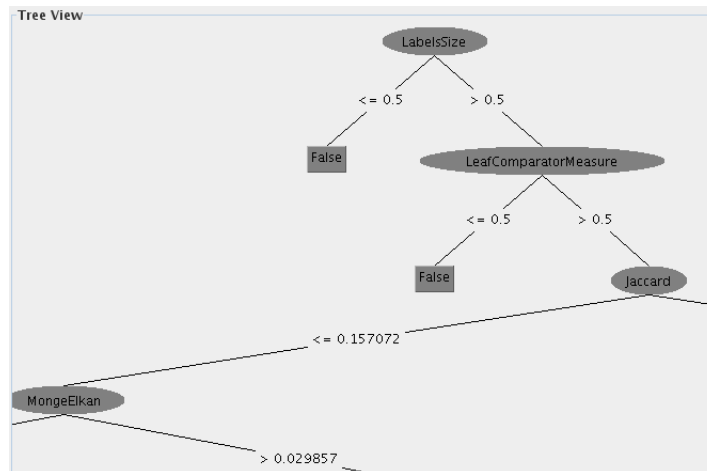 Tree View
LabelsSize
<= 0.5
> 0.5
False
LeafComparatorMeasure
<= 0.5
> 0.5
False
Jaccard
<= 0.157072
MongeElkan
> 0.029857